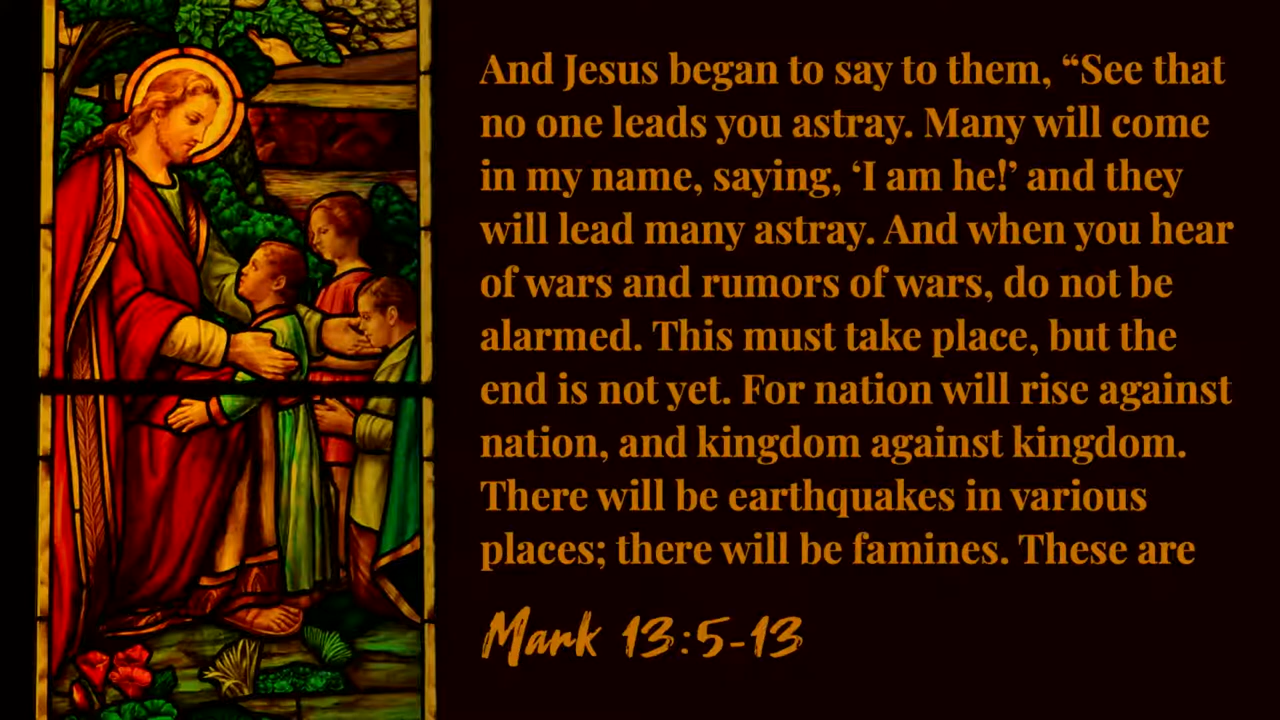 And Jesus began to say to them, “See that
no one leads you astray. Many will come
in my name, saying, ‘I am he!’ and they
will lead many astray. And when you hear
of wars and rumors of wars, do not be
alarmed. This must take place, but the
end is not yet. For nation will rise against
nation, and kingdom against kingdom.
There will be earthquakes in various
places; there will be famines. These are
Mark 13:5-13